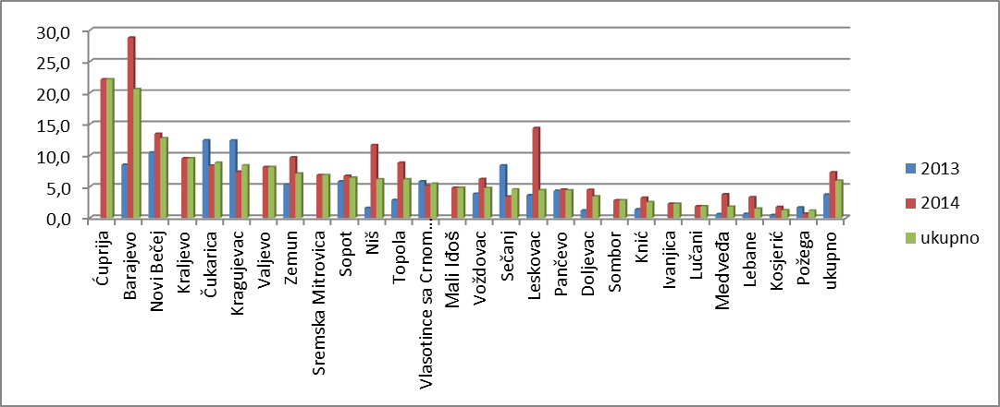 30,0
25,0
20,0
15,0
10,0
5,0
0,0
Ćuprija
Barajevo
Novi Bečej
Kraljevo
Čukarica
Kragujevac
Valjevo
Zemun
Sremska Mitrovica
Sopot
Niš
Topola
Vlasotince sa Crnom...
Mali Iđoš
Voždovac
Sečanj
Leskovac
Pančevo
Doljevac
Sombor
Knić
Ivanjica
Lučani
Medveđa
Lebane
Kosjerić
Požega
ukupno
2013
2014
ukupno